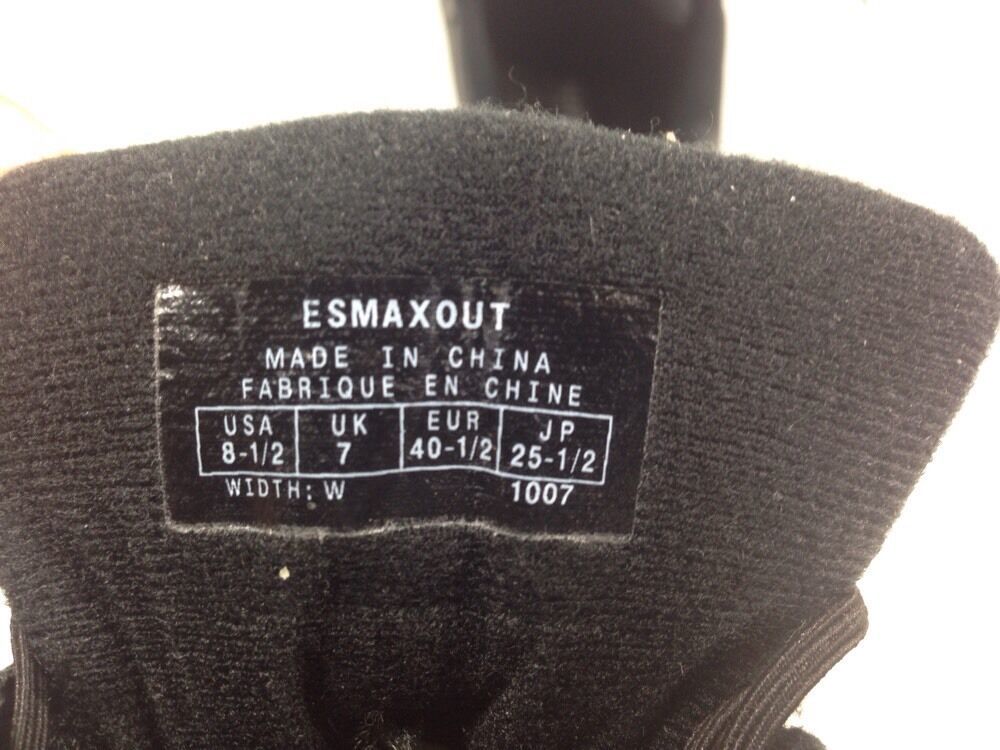 ESMAXOUT
MADE IN CHINA
FABRIQUE EN CHINE
USA UK EUR JP
8-1/2 7 40-1/2 25-1/2
WIDTH: W 1007